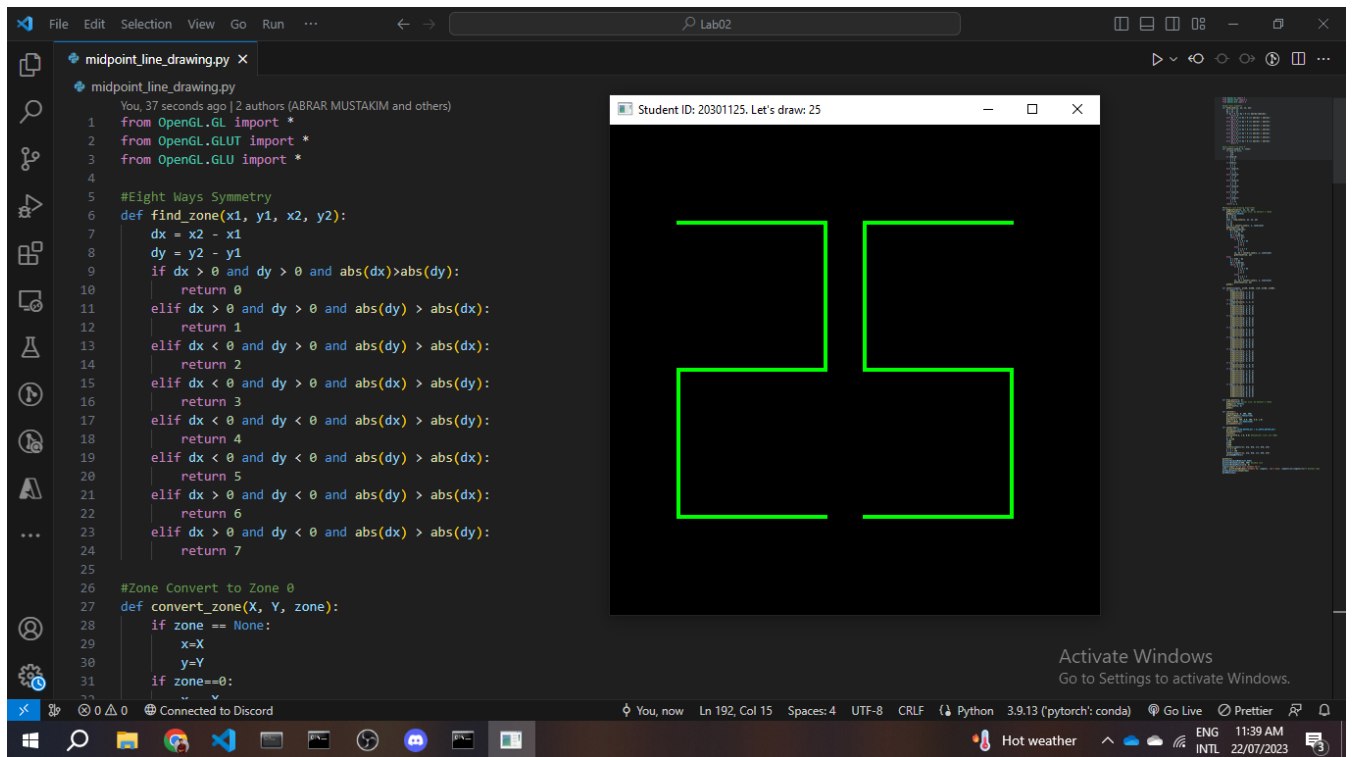 File Edit Selection View Go Run ··· Lab02
midpoint_line_drawing.py
midpoint_line_drawing.py
You, 37 seconds ago | 2 authors (ABRAR MUSTAKIM and others)
1 from OpenGL.GL import *
2 from OpenGL.GLUT import *
3 from OpenGL.GLU import *
4
5 #Eight Ways Symmetry
6 def find_zone(x1, y1, x2, y2):
7 dx = x2 - x1
8 dy = y2 - y1
9 if dx > 0 and dy > 0 and abs(dx)>abs(dy):
10 return 0
11 elif dx > 0 and dy > 0 and abs(dy) > abs(dx):
12 return 1
13 elif dx < 0 and dy > 0 and abs(dy) > abs(dx):
14 return 2
15 elif dx < 0 and dy > 0 and abs(dx) > abs(dy):
16 return 3
17 elif dx < 0 and dy < 0 and abs(dx) > abs(dy):
18 return 4
19 elif dx < 0 and dy < 0 and abs(dy) > abs(dx):
20 return 5
21 elif dx > 0 and dy < 0 and abs(dy) > abs(dx):
22 return 6
23 elif dx > 0 and dy < 0 and abs(dx) > abs(dy):
24 return 7
25
26 #Zone Convert to Zone 0
27 def convert_zone(X, Y, zone):
28 if zone == None:
29 x=X
30 y=Y
31 if zone==0:
Student ID: 20301125. Let's draw: 25
25
Activate Windows
Go to Settings to activate Windows.
0 0 Connected to Discord You, now Ln 192, Col 15 Spaces: 4 UTF-8 CRLF Python 3.9.13 ('pytorch': conda) Go Live Prettier
Hot weather ENG INTL 11:39 AM 22/07/2023 3